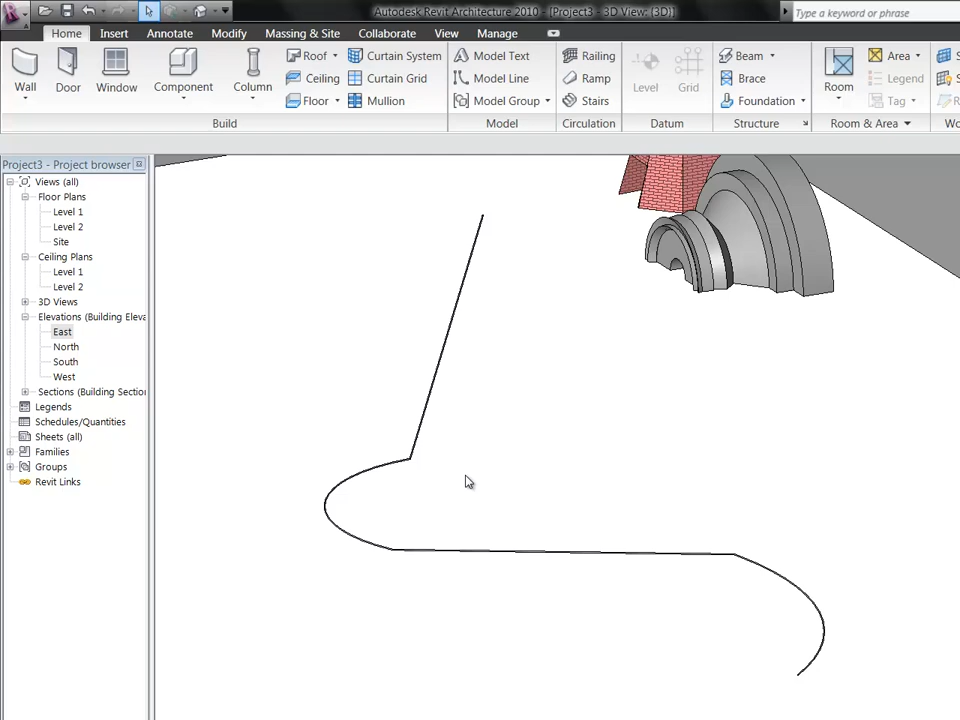 Autodesk Revit Architecture 2010 - [Project3 - 3D View: {3D}]
Type a keyword or phrase
Home Insert Annotate Modify Massing & Site Collaborate View Manage
Wall Door Window Component Column
Roof Curtain System
Ceiling Curtain Grid
Floor Mullion
Build
Model Text
Model Line
Model Group
Model
Railing
Ramp
Stairs
Circulation
Level Grid
Datum
Beam
Brace
Foundation
Structure
Room
Area
Legend
Tag
Room & Area
Project3 - Project browser
Views (all)
Floor Plans
Level 1
Level 2
Site
Ceiling Plans
Level 1
Level 2
3D Views
Elevations (Building Eleva
East
North
South
West
Sections (Building Section
Legends
Schedules/Quantities
Sheets (all)
Families
Groups
Revit Links